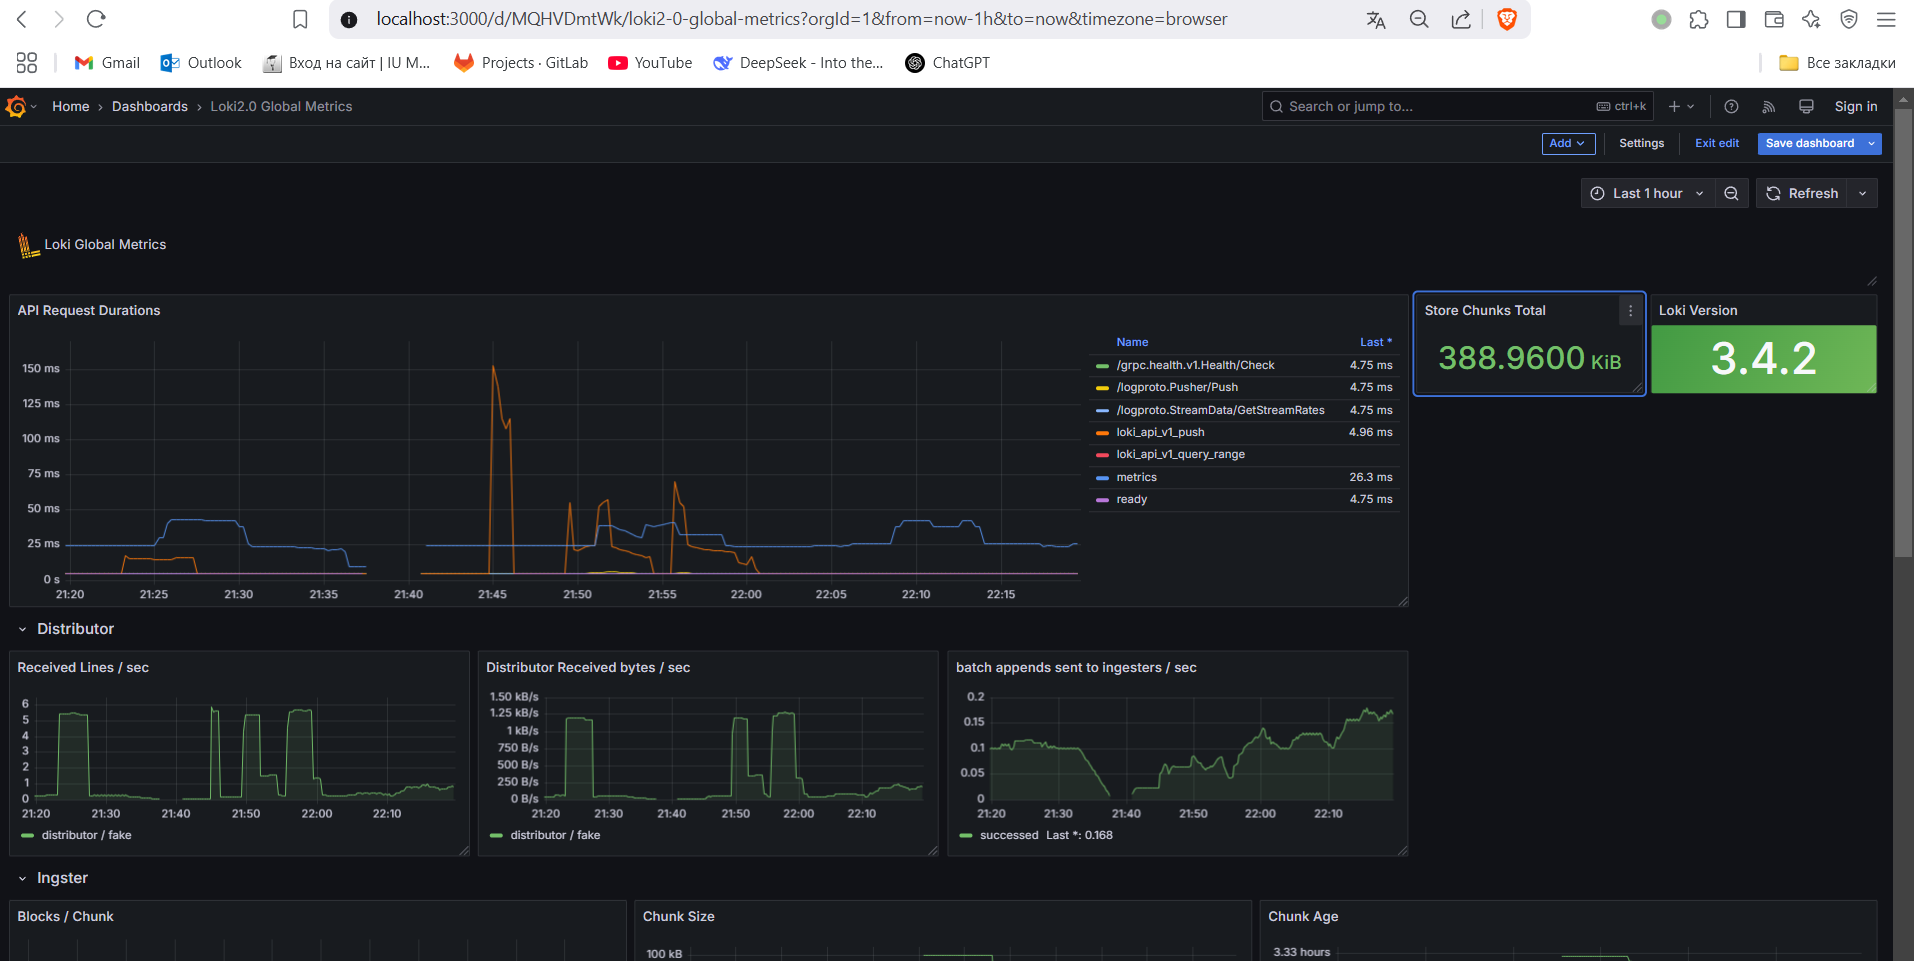 localhost:3000/d/MQHVDmtWk/loki2-0-global-metrics?orgId=1&from=now-1h&to=now&timezone=browser
Gmail Outlook Вход на сайт | IU M... Projects · GitLab YouTube DeepSeek - Into the... ChatGPT Все закладки
Home › Dashboards › Loki2.0 Global Metrics Search or jump to... ctrl+k Sign in
Add Settings Exit edit Save dashboard
Last 1 hour Refresh
Loki Global Metrics
API Request Durations
150 ms
125 ms
100 ms
75 ms
50 ms
25 ms
0 s
21:20 21:25 21:30 21:35 21:40 21:45 21:50 21:55 22:00 22:05 22:10 22:15
Name Last *
/grpc.health.v1.Health/Check 4.75 ms
/logproto.Pusher/Push 4.75 ms
/logproto.StreamData/GetStreamRates 4.75 ms
loki_api_v1_push 4.96 ms
loki_api_v1_query_range
metrics 26.3 ms
ready 4.75 ms
Store Chunks Total
388.9600 KiB
Loki Version
3.4.2
Distributor
Received Lines / sec
6
5
4
3
2
1
0
21:20 21:30 21:40 21:50 22:00 22:10
distributor / fake
Distributor Received bytes / sec
1.50 kB/s
1.25 kB/s
1 kB/s
750 B/s
500 B/s
250 B/s
0 B/s
21:20 21:30 21:40 21:50 22:00 22:10
distributor / fake
batch appends sent to ingesters / sec
0.2
0.15
0.1
0.05
0
21:20 21:30 21:40 21:50 22:00 22:10
successed Last *: 0.168
Ingster
Blocks / Chunk
Chunk Size
100 kB
Chunk Age
3.33 hours